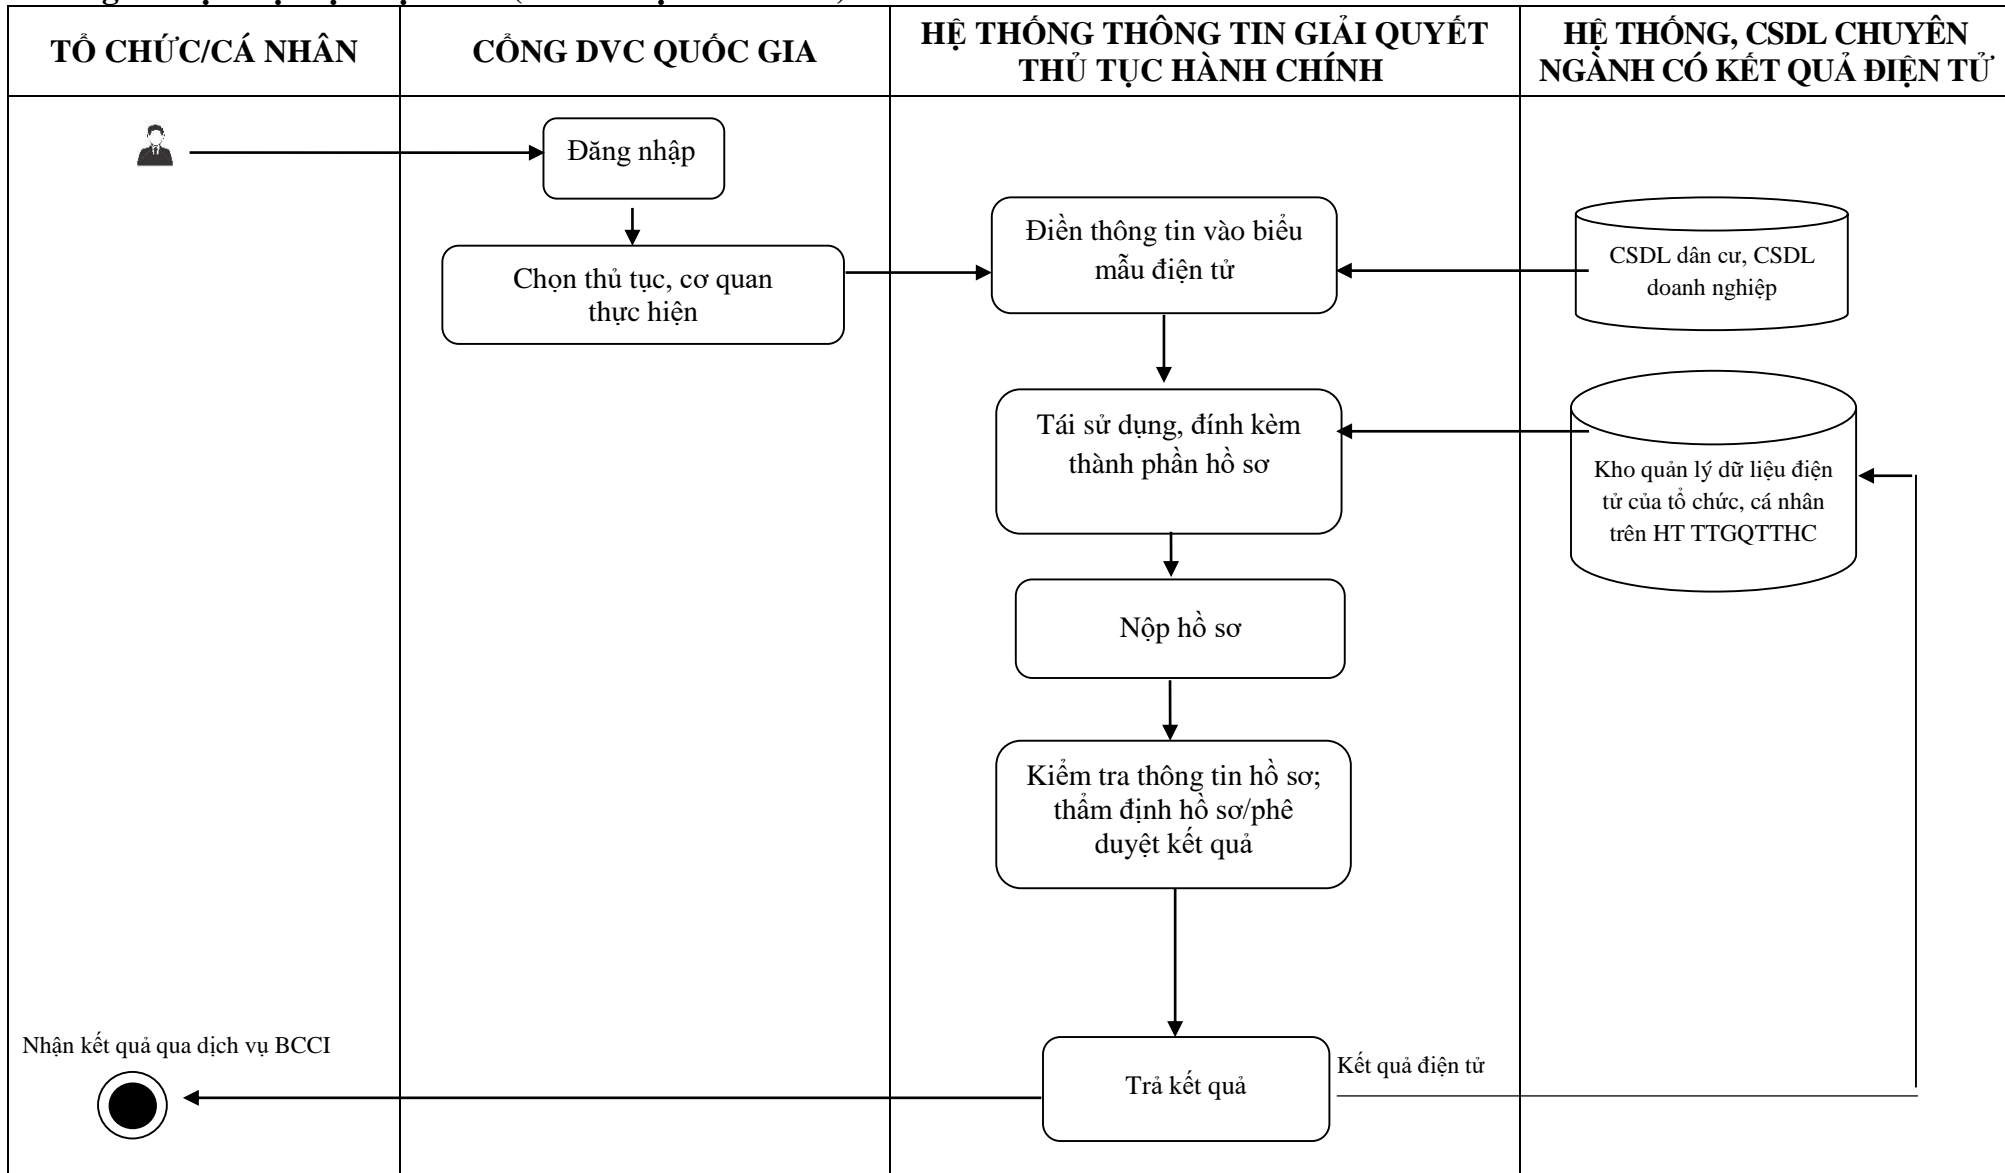 TỔ CHỨC/CÁ NHÂN
CỔNG DVC QUỐC GIA
HỆ THỐNG THÔNG TIN GIẢI QUYẾT
THỦ TỤC HÀNH CHÍNH
HỆ THỐNG, CSDL CHUYÊN
NGÀNH CÓ KẾT QUẢ ĐIỆN TỬ
Đăng nhập
Chọn thủ tục, cơ quan
thực hiện
Điền thông tin vào biểu
mẫu điện tử
CSDL dân cư, CSDL
doanh nghiệp
Tái sử dụng, đính kèm
thành phần hồ sơ
Kho quản lý dữ liệu điện
tử của tổ chức, cá nhân
trên HT TTGQTTHC
Nộp hồ sơ
Kiểm tra thông tin hồ sơ;
thẩm định hồ sơ/phê
duyệt kết quả
Nhận kết quả qua dịch vụ BCCI
Trả kết quả
Kết quả điện tử